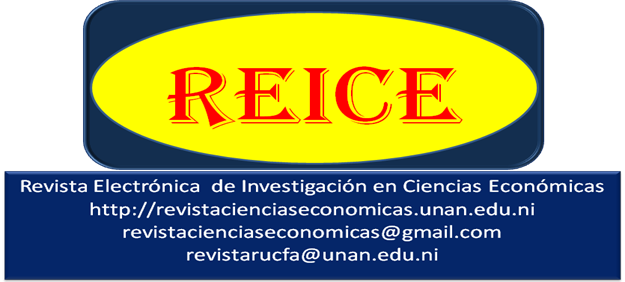 REICE
Revista Electrónica de Investigación en Ciencias Económicas
http://revistacienciaseconomicas.unan.edu.ni
revistacienciaseconomicas@gmail.com
revistarucfa@unan.edu.ni